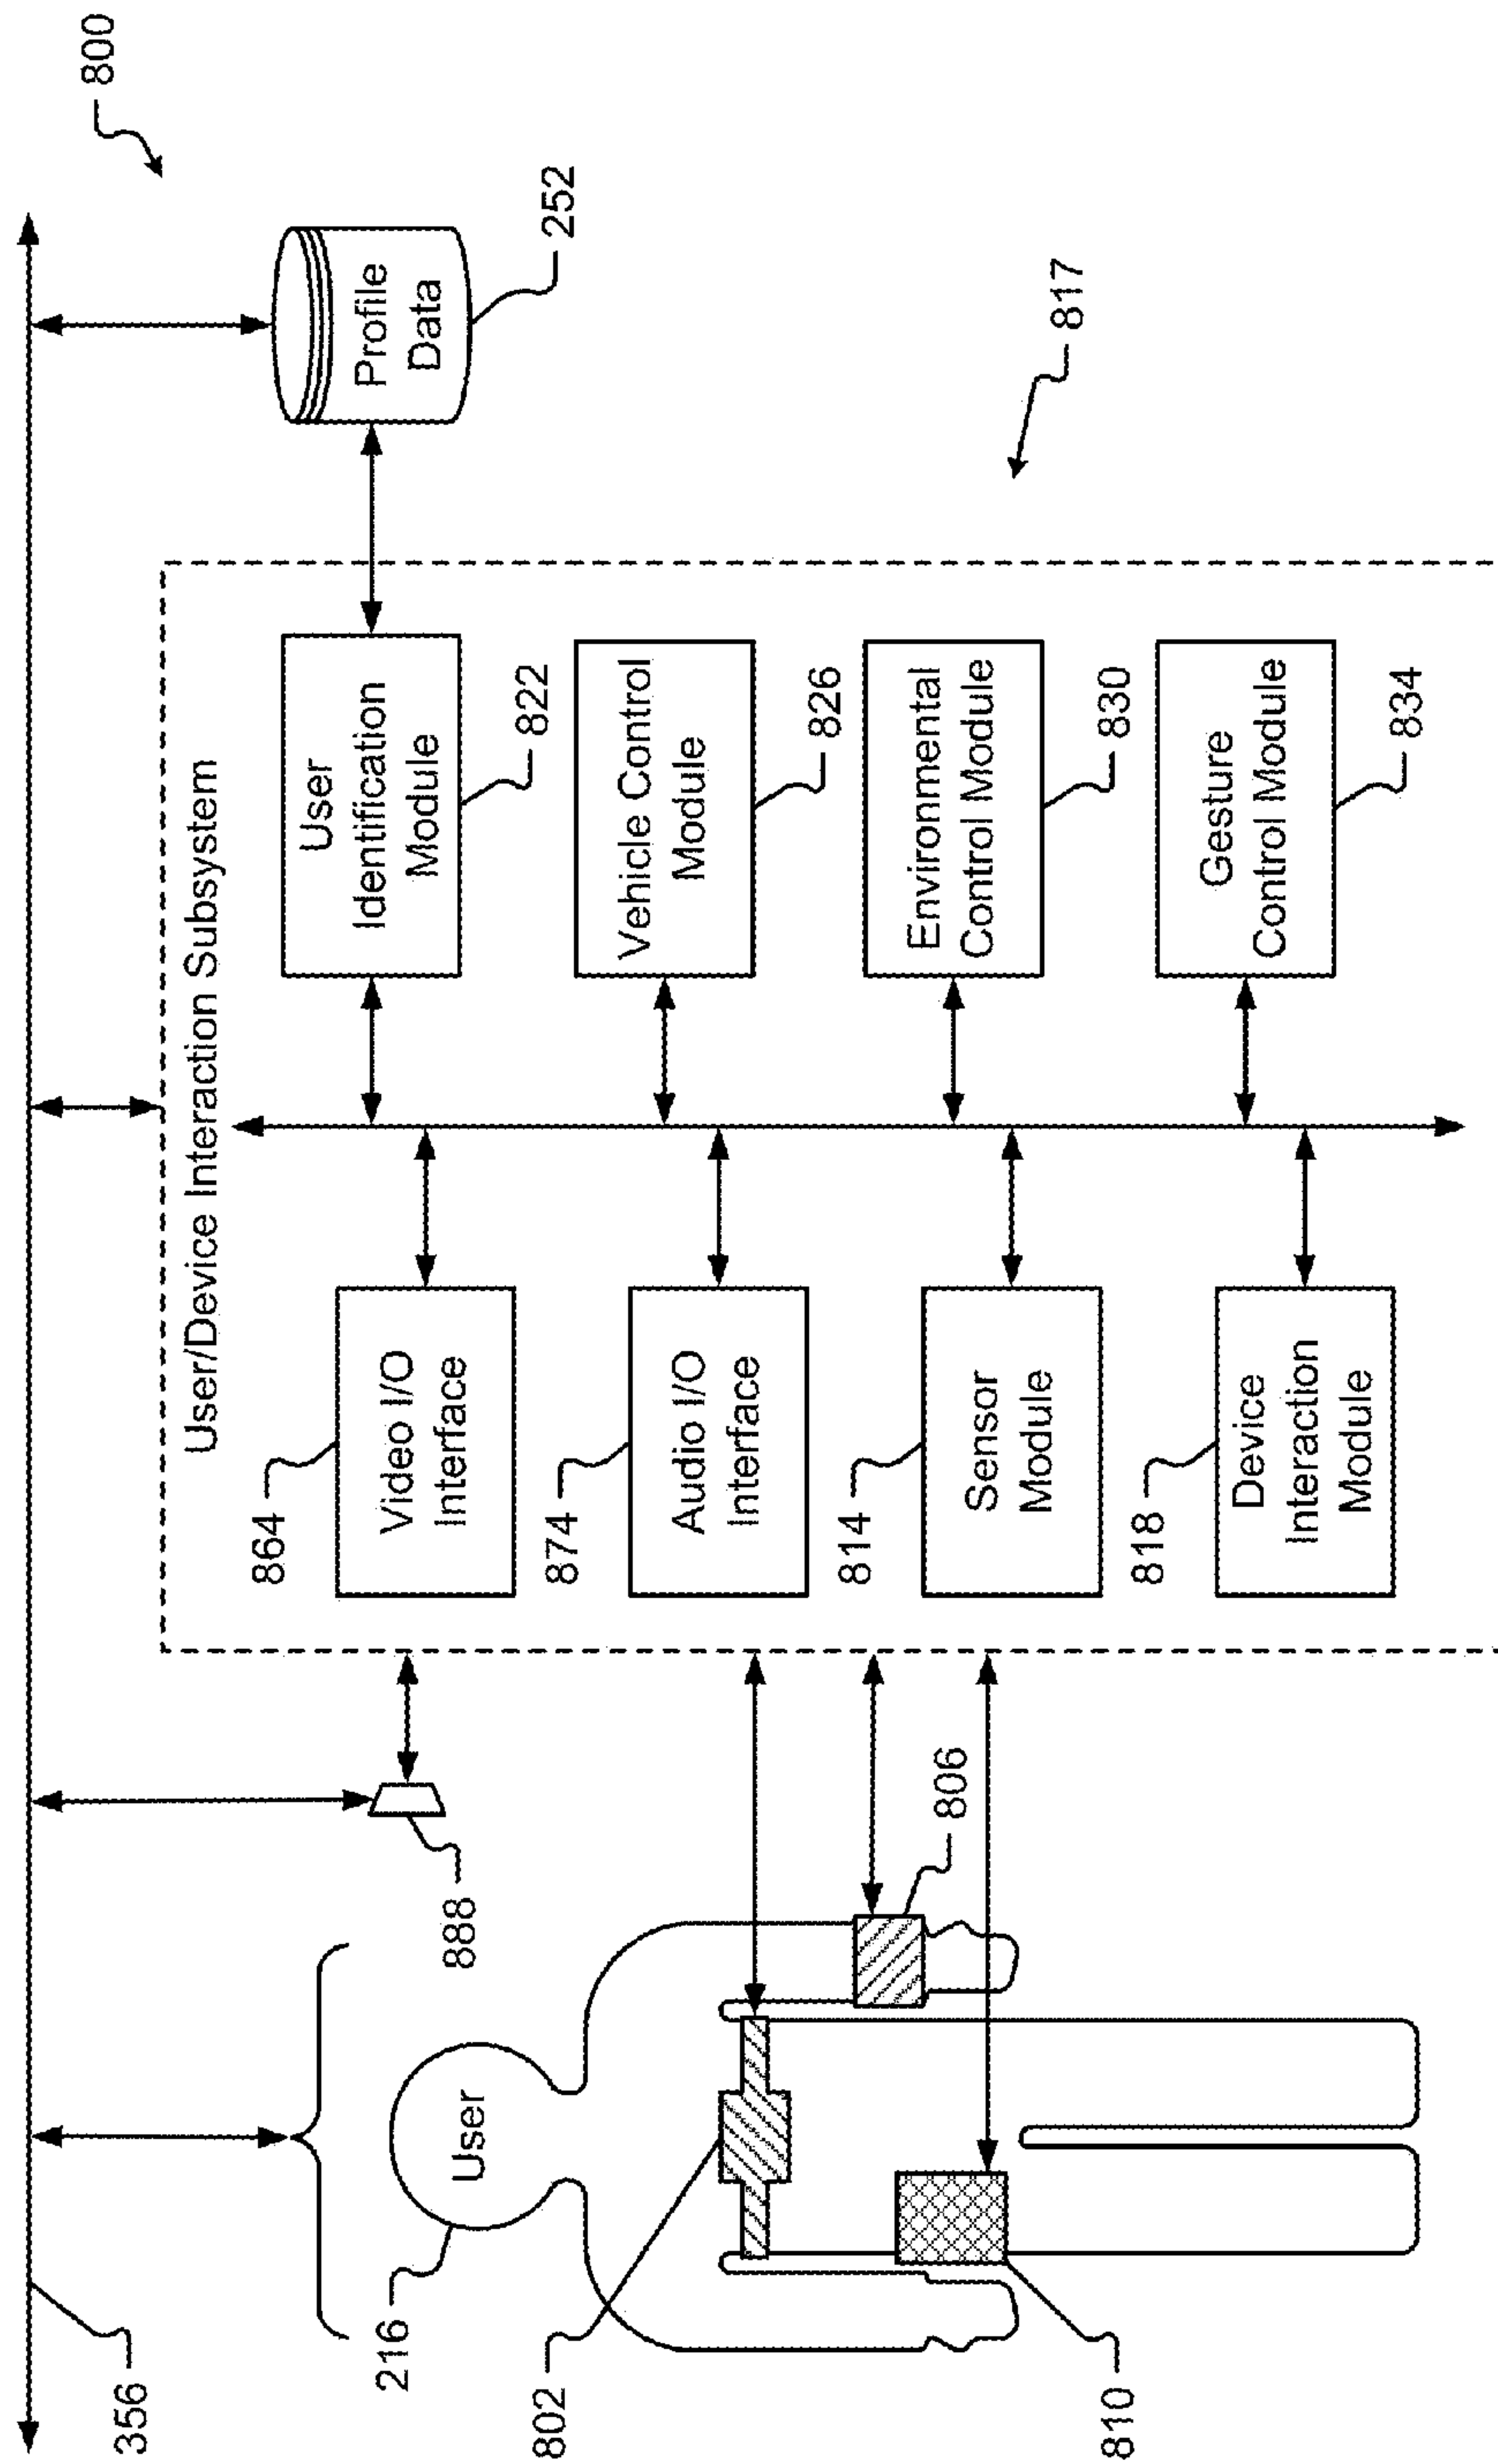 800
356
Profile
Data
252
817
User/Device Interaction Subsystem
888
User
216
802
806
810
864
Video I/O
Interface
874
Audio I/O
Interface
814
Sensor
Module
818
Device
Interaction
Module
User
Identification
Module
822
Vehicle Control
Module
826
Environmental
Control Module
830
Gesture
Control Module
834